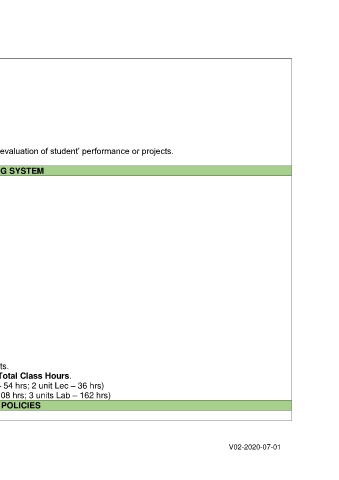 evaluation of student' performance or projects.
G SYSTEM
ts.
Total Class Hours.
- 54 hrs; 2 unit Lec – 36 hrs)
08 hrs; 3 units Lab – 162 hrs)
POLICIES
V02-2020-07-01